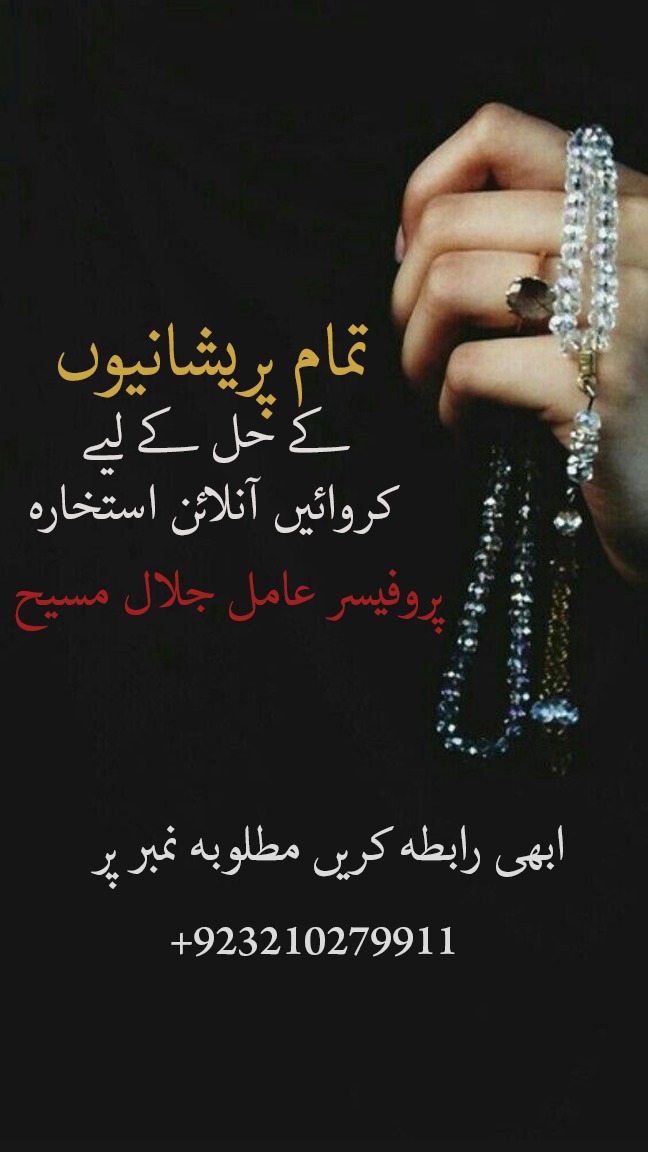 تمام پریشانیوں
کے حل کے لیے
کروائیں آنلائن استخارہ
پروفیسر عامل جلال مسیح
ابھی رابطہ کریں مطلوبہ نمبر پر
+923210279911